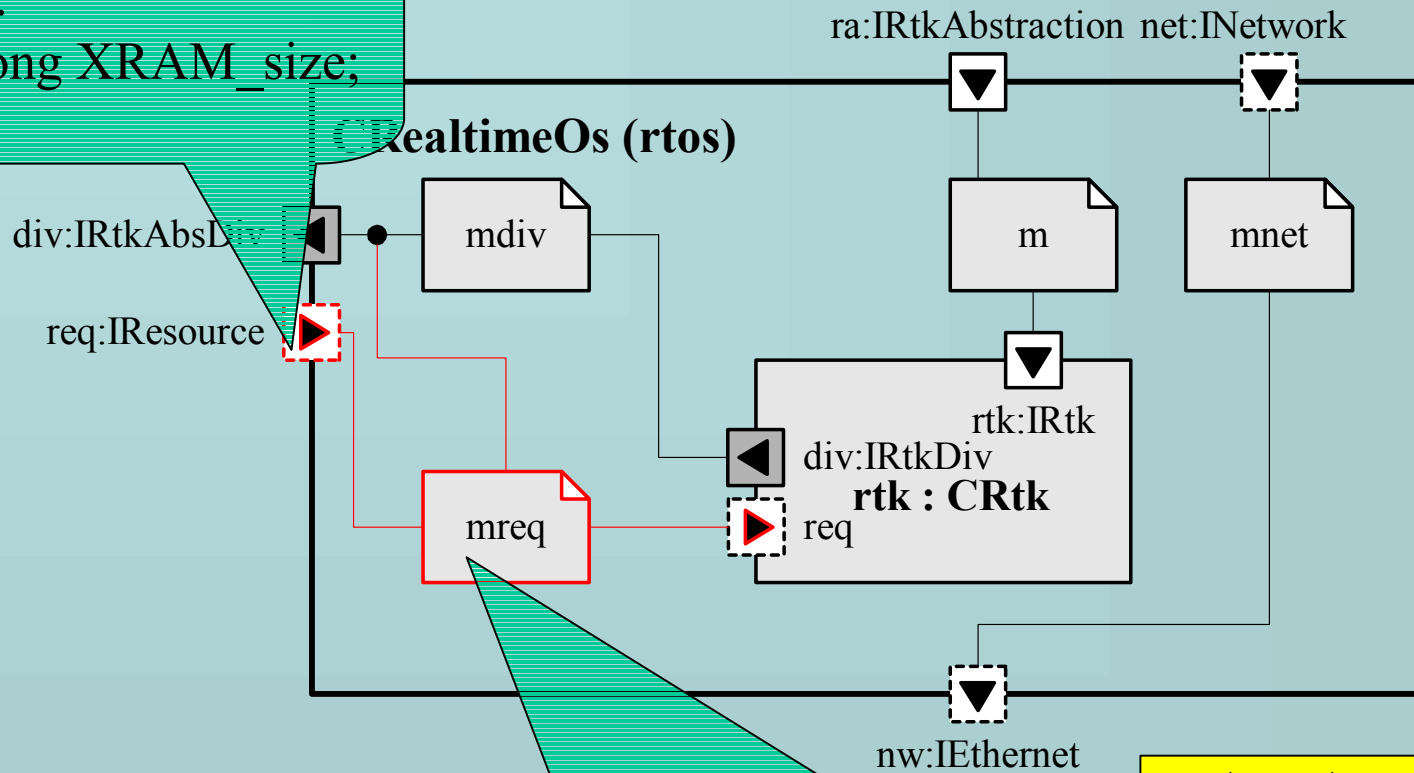 XRAM_size;
ra:IRtkAbstraction net:INetwork
CRealtimeOs (rtos)
div:IRtkAbsDiv
mdiv
m
mnet
req:IResource
rtk:IRtk
div:IRtkDiv
rtk : CRtk
mreq
req
nw:IEthernet